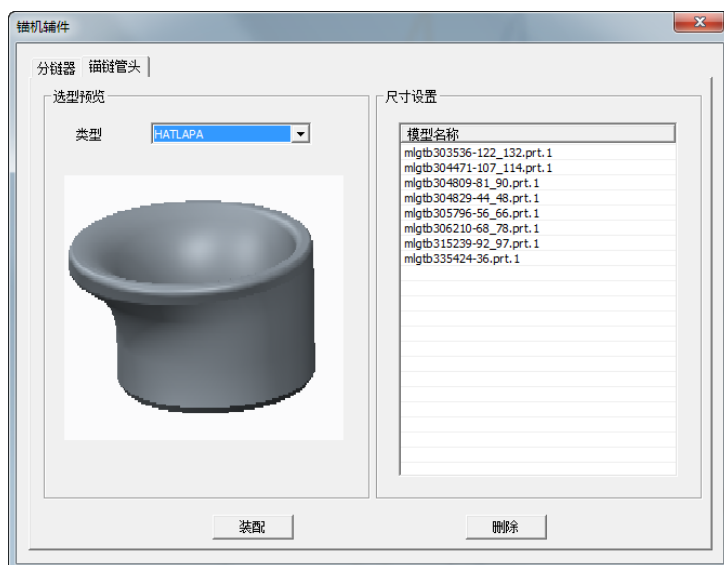 锚机辅件
分链器 锚链管头
选型预览
类型 HATLAPA
尺寸设置
模型名称
mlgtb303536-122_132.prt.1
mlgtb304471-107_114.prt.1
mlgtb304809-81_90.prt.1
mlgtb304829-44_48.prt.1
mlgtb305796-56_66.prt.1
mlgtb306210-68_78.prt.1
mlgtb315239-92_97.prt.1
mlgtb335424-36.prt.1
装配
删除